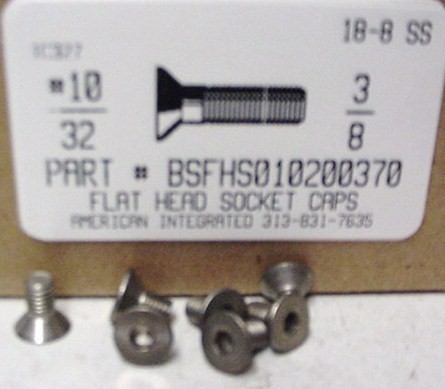 18-8 SS
#10 3
32 8
PART # BSFHS010200370
FLAT HEAD SOCKET CAPS
AMERICAN INTEGRATED 313-831-7635